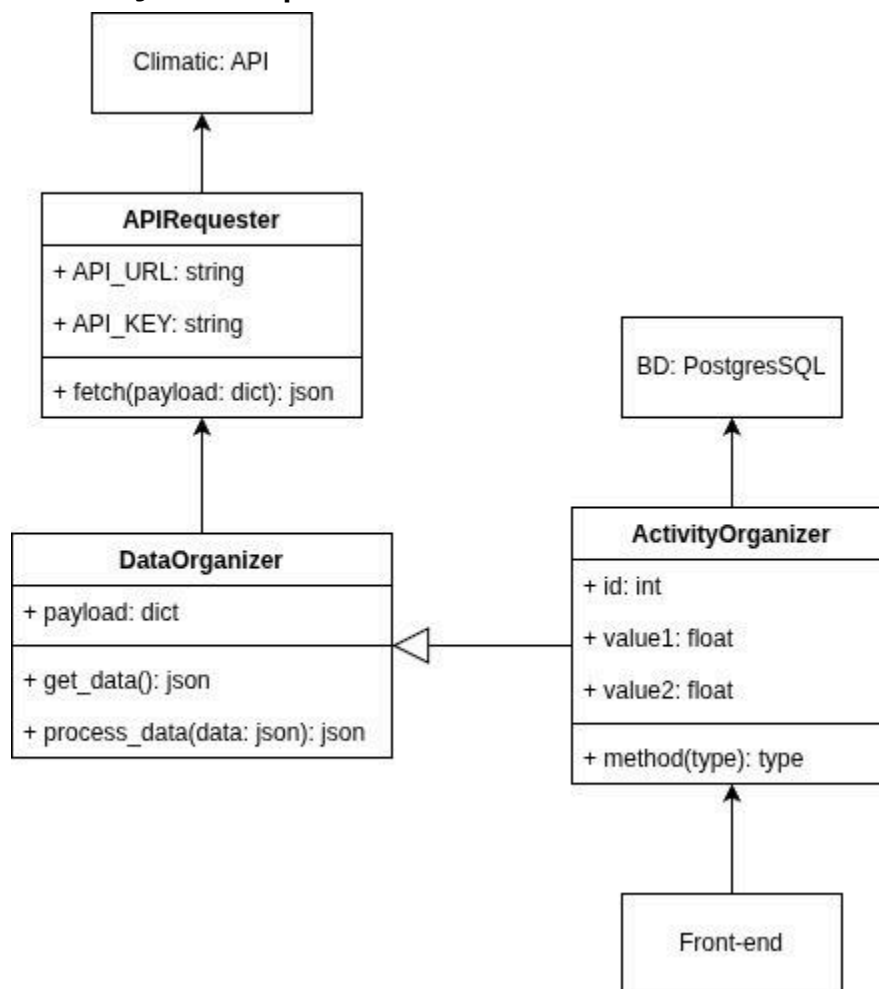 Climatic: API
APIRequester
+ API_URL: string
+ API_KEY: string
+ fetch(payload: dict): json
BD: PostgresSQL
DataOrganizer
+ payload: dict
+ get_data(): json
+ process_data(data: json): json
ActivityOrganizer
+ id: int
+ value1: float
+ value2: float
+ method(type): type
Front-end